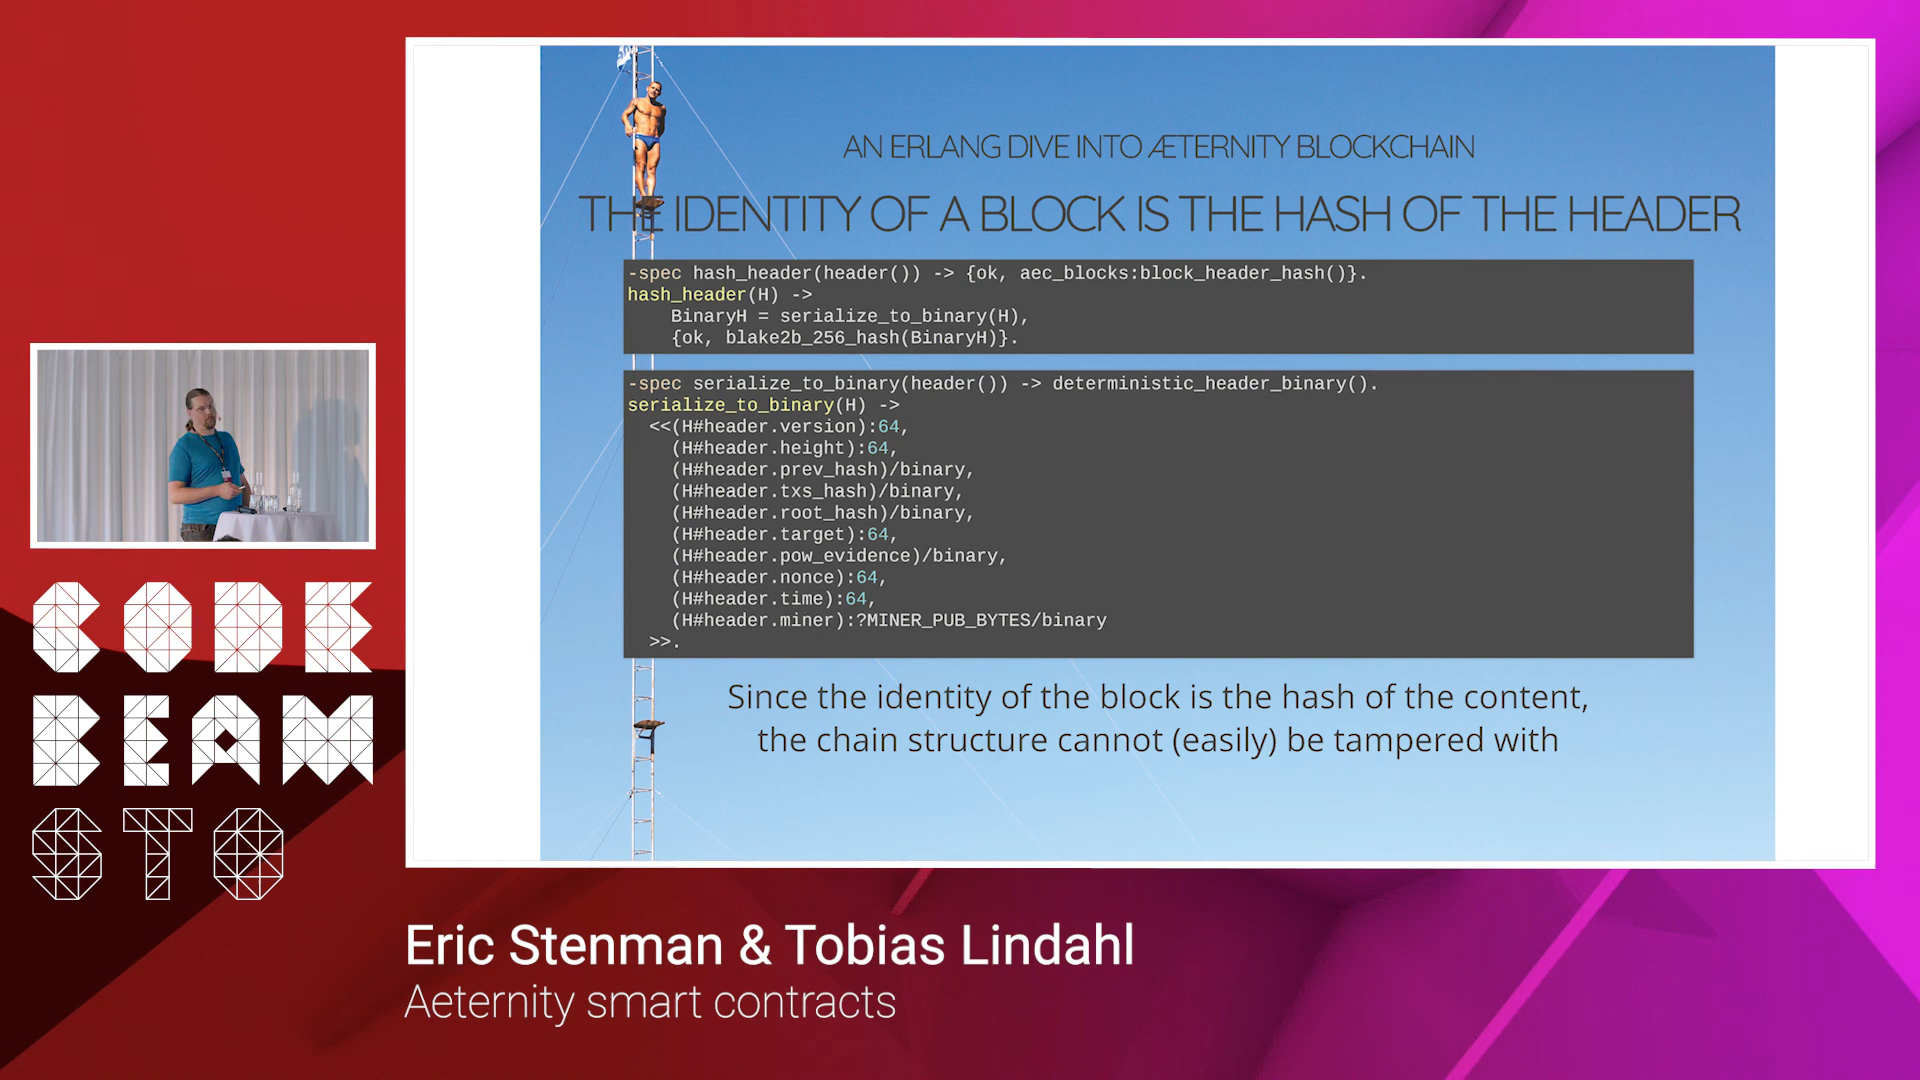 AN ERLANG DIVE INTO ÆTERNITY BLOCKCHAIN
THE IDENTITY OF A BLOCK IS THE HASH OF THE HEADER
-spec hash_header(header()) -> {ok, aec_blocks:block_header_hash()}.
hash_header(H) ->
    BinaryH = serialize_to_binary(H),
    {ok, blake2b_256_hash(BinaryH)}.
-spec serialize_to_binary(header()) -> deterministic_header_binary().
serialize_to_binary(H) ->
  <<(H#header.version):64,
    (H#header.height):64,
    (H#header.prev_hash)/binary,
    (H#header.txs_hash)/binary,
    (H#header.root_hash)/binary,
    (H#header.target):64,
    (H#header.pow_evidence)/binary,
    (H#header.nonce):64,
    (H#header.time):64,
    (H#header.miner):?MINER_PUB_BYTES/binary
  >>.
Since the identity of the block is the hash of the content,
the chain structure cannot (easily) be tampered with
CODE
BEAM
STO
Eric Stenman & Tobias Lindahl
Aeternity smart contracts